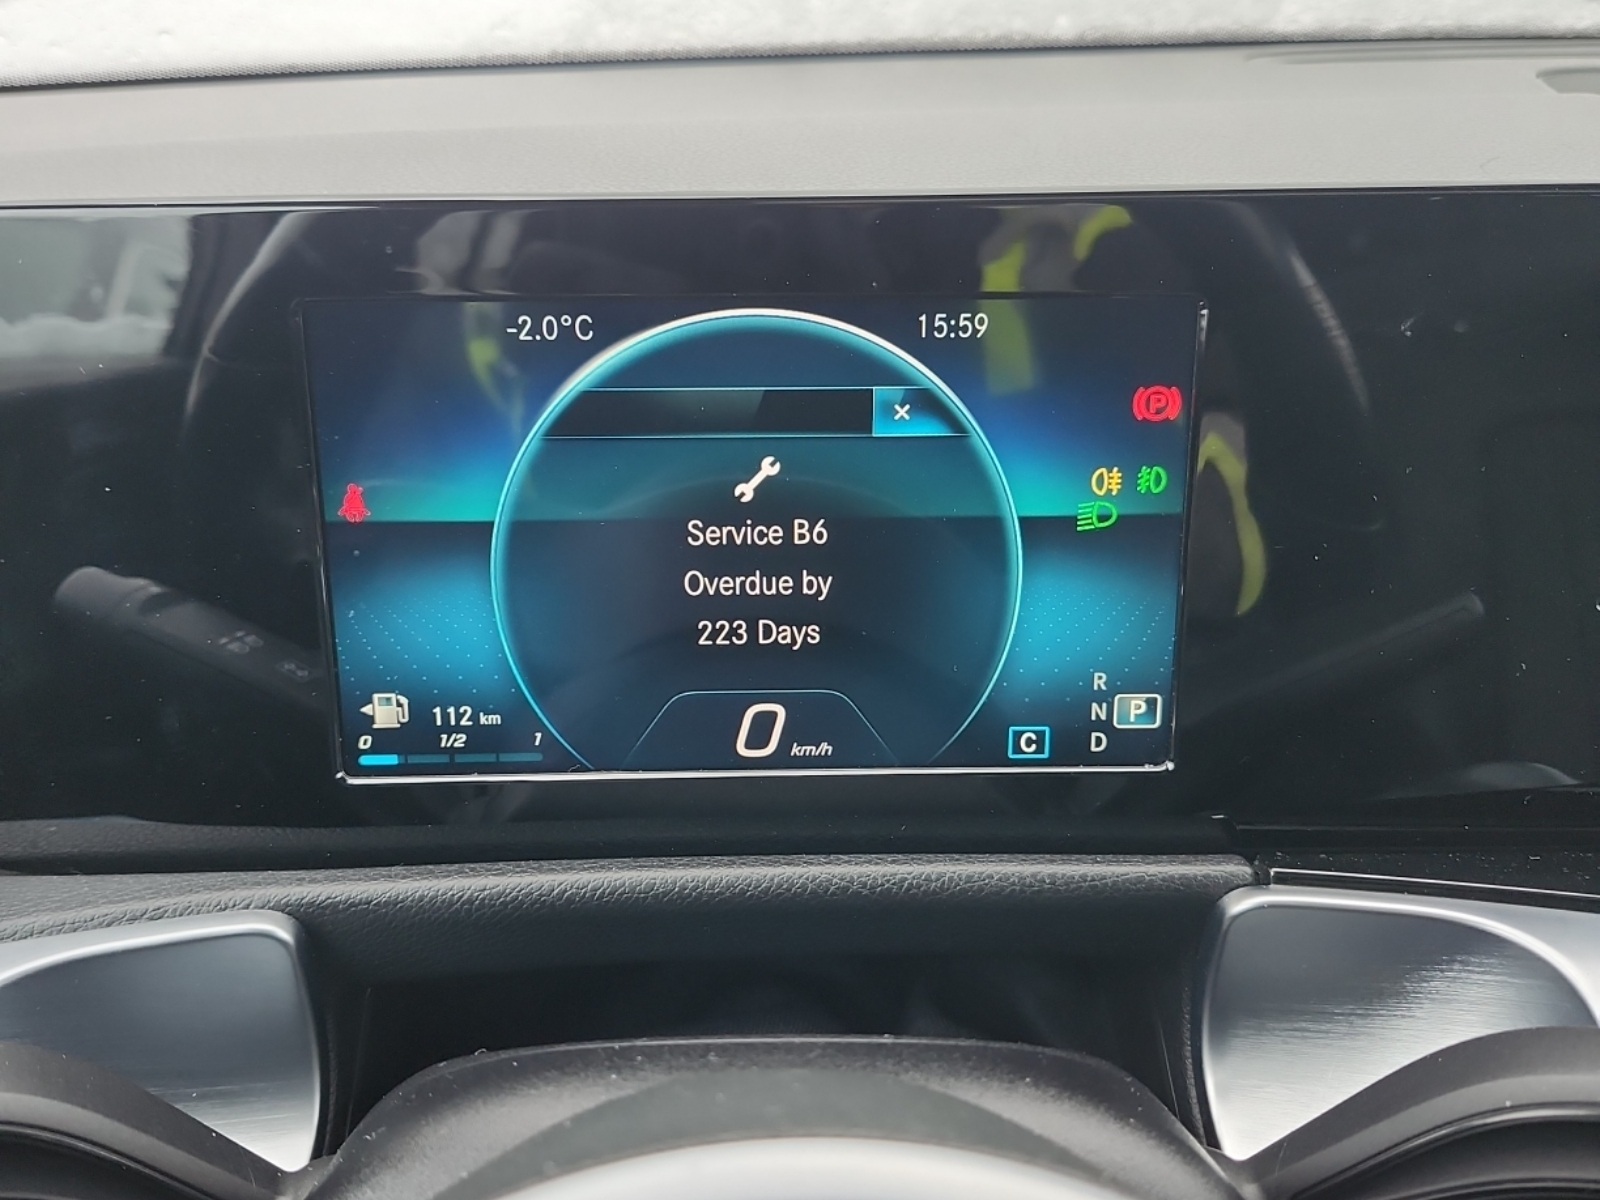 -2.0°C
15:59
×
Service B6
Overdue by
223 Days
112 km
0 1/2 1
0 km/h
C
R
N P
D